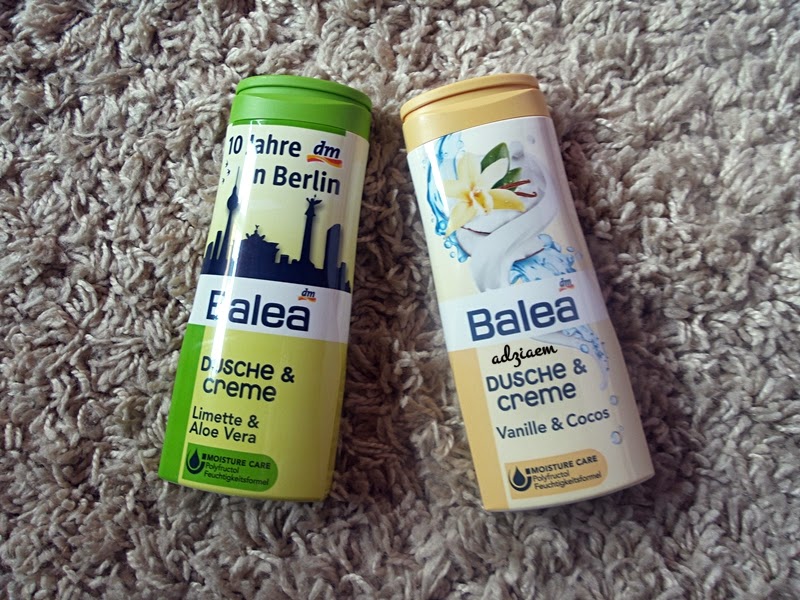 10 Jahre dm
in Berlin
dm
Balea
DUSCHE &
creme
Limette &
Aloe Vera
MOISTURE CARE
Polyfructol
Feuchtigkeitsformel
dm
Balea
adziaem
DUSCHE &
creme
Vanille & Cocos
MOISTURE CARE
Polyfructol
Feuchtigkeitsformel